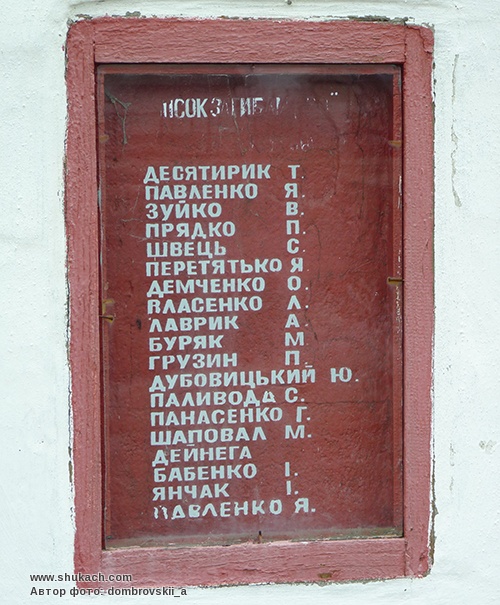 ДЕСЯТИРИК Т.
ПАВЛЕНКО Я.
ЗУЙКО В.
ПРЯДКО П.
ШВЕЦЬ С.
ПЕРЕТЯТЬКО Я
ДЕМЧЕНКО О.
ВЛАСЕНКО Л.
ЛАВРИК А.
БУРЯК М
ГРУЗИН П.
ДУБОВИЦЬКИЙ Ю.
ПАЛИВОДА С.
ПАНАСЕНКО Г.
ШАПОВАЛ М.
ДЕЙНЕГА
БАБЕНКО І.
ЯНЧАК І.
ПАВЛЕНКО Я.
www.shukach.com
Автор фото: dombrovskii_a